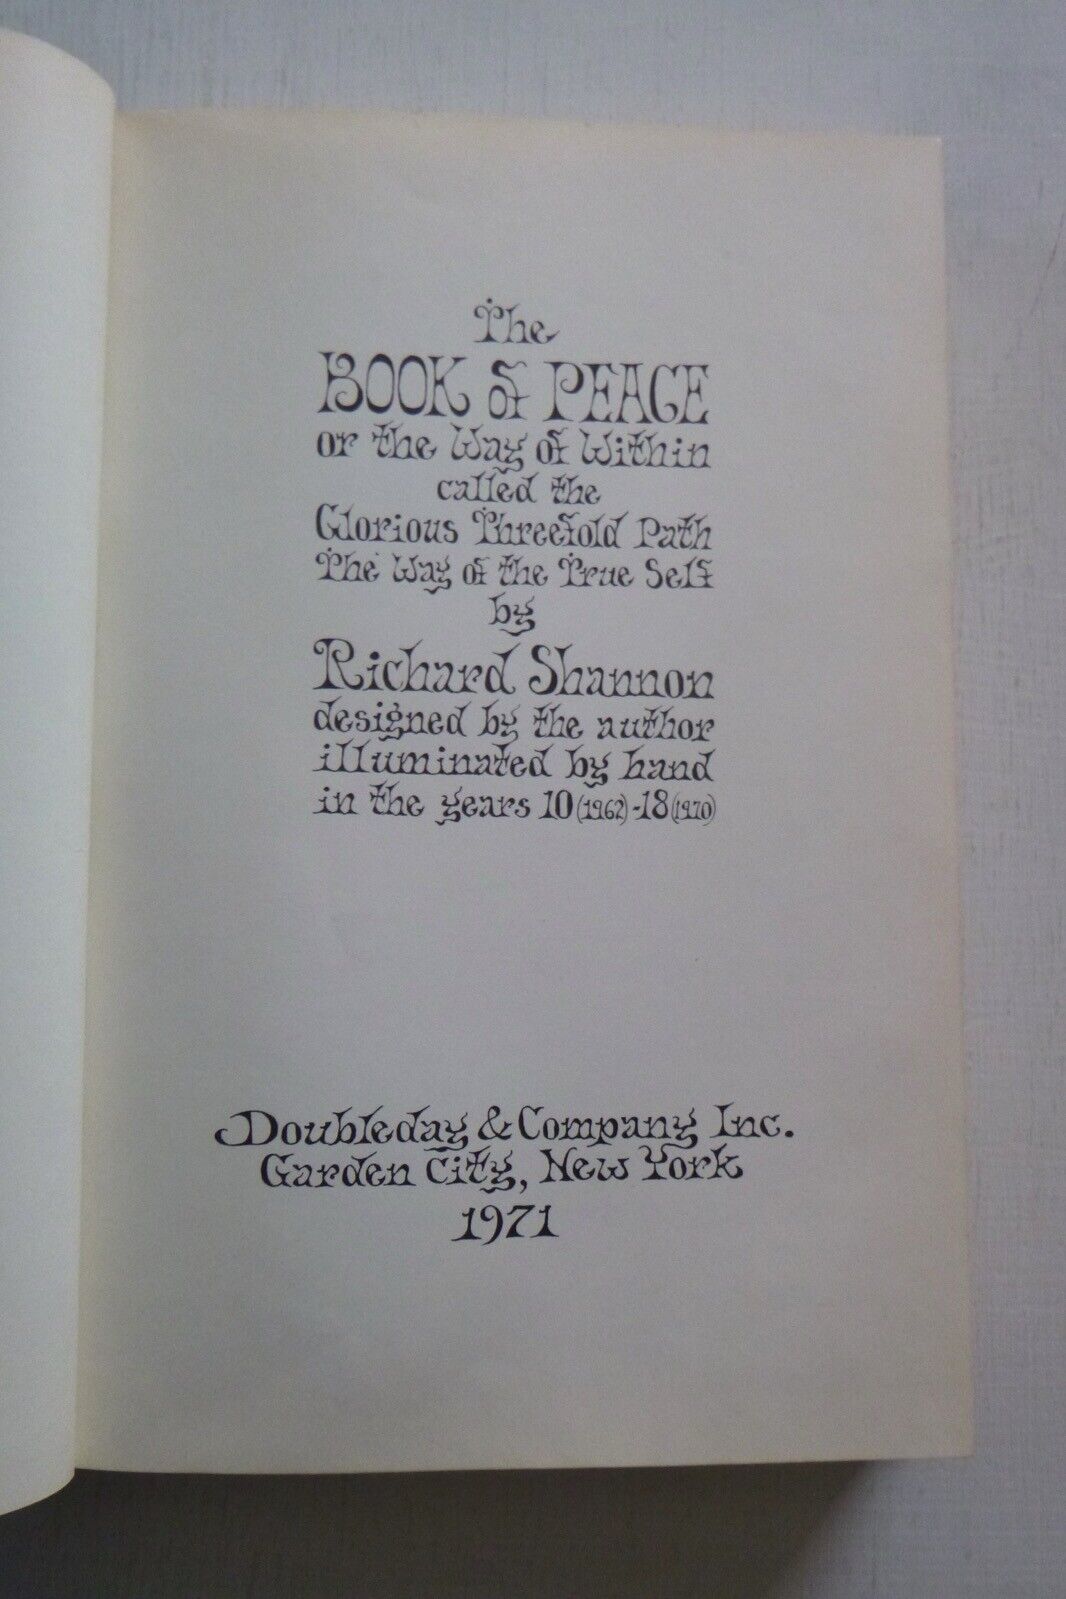 The
BOOK of PEACE
or the Way of Within
called the
Glorious Threefold Path
The Way of the True Self
by
Richard Shannon
designed by the author
illuminated by hand
in the years 10 (1962) - 18 (1970)
Doubleday & Company Inc.
Garden City, New York
1971